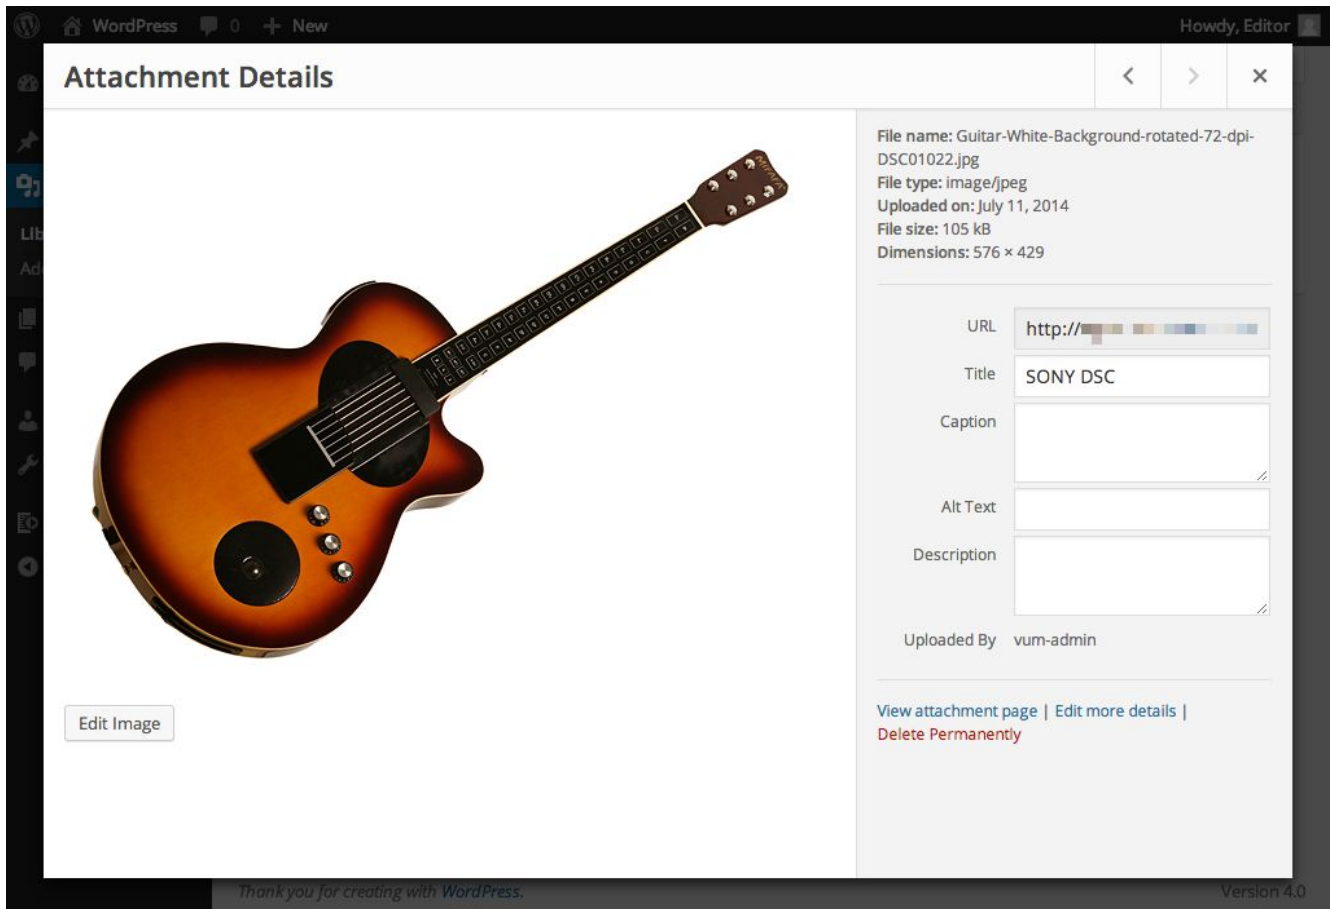 WordPress 0 New Howdy, Editor
Attachment Details
File name: Guitar-White-Background-rotated-72-dpi-
DSC01022.jpg
File type: image/jpeg
Uploaded on: July 11, 2014
File size: 105 kB
Dimensions: 576 × 429
URL http://
Title SONY DSC
Caption
Alt Text
Description
Uploaded By vum-admin
View attachment page | Edit more details |
Delete Permanently
Edit Image
Thank you for creating with WordPress. Version 4.0